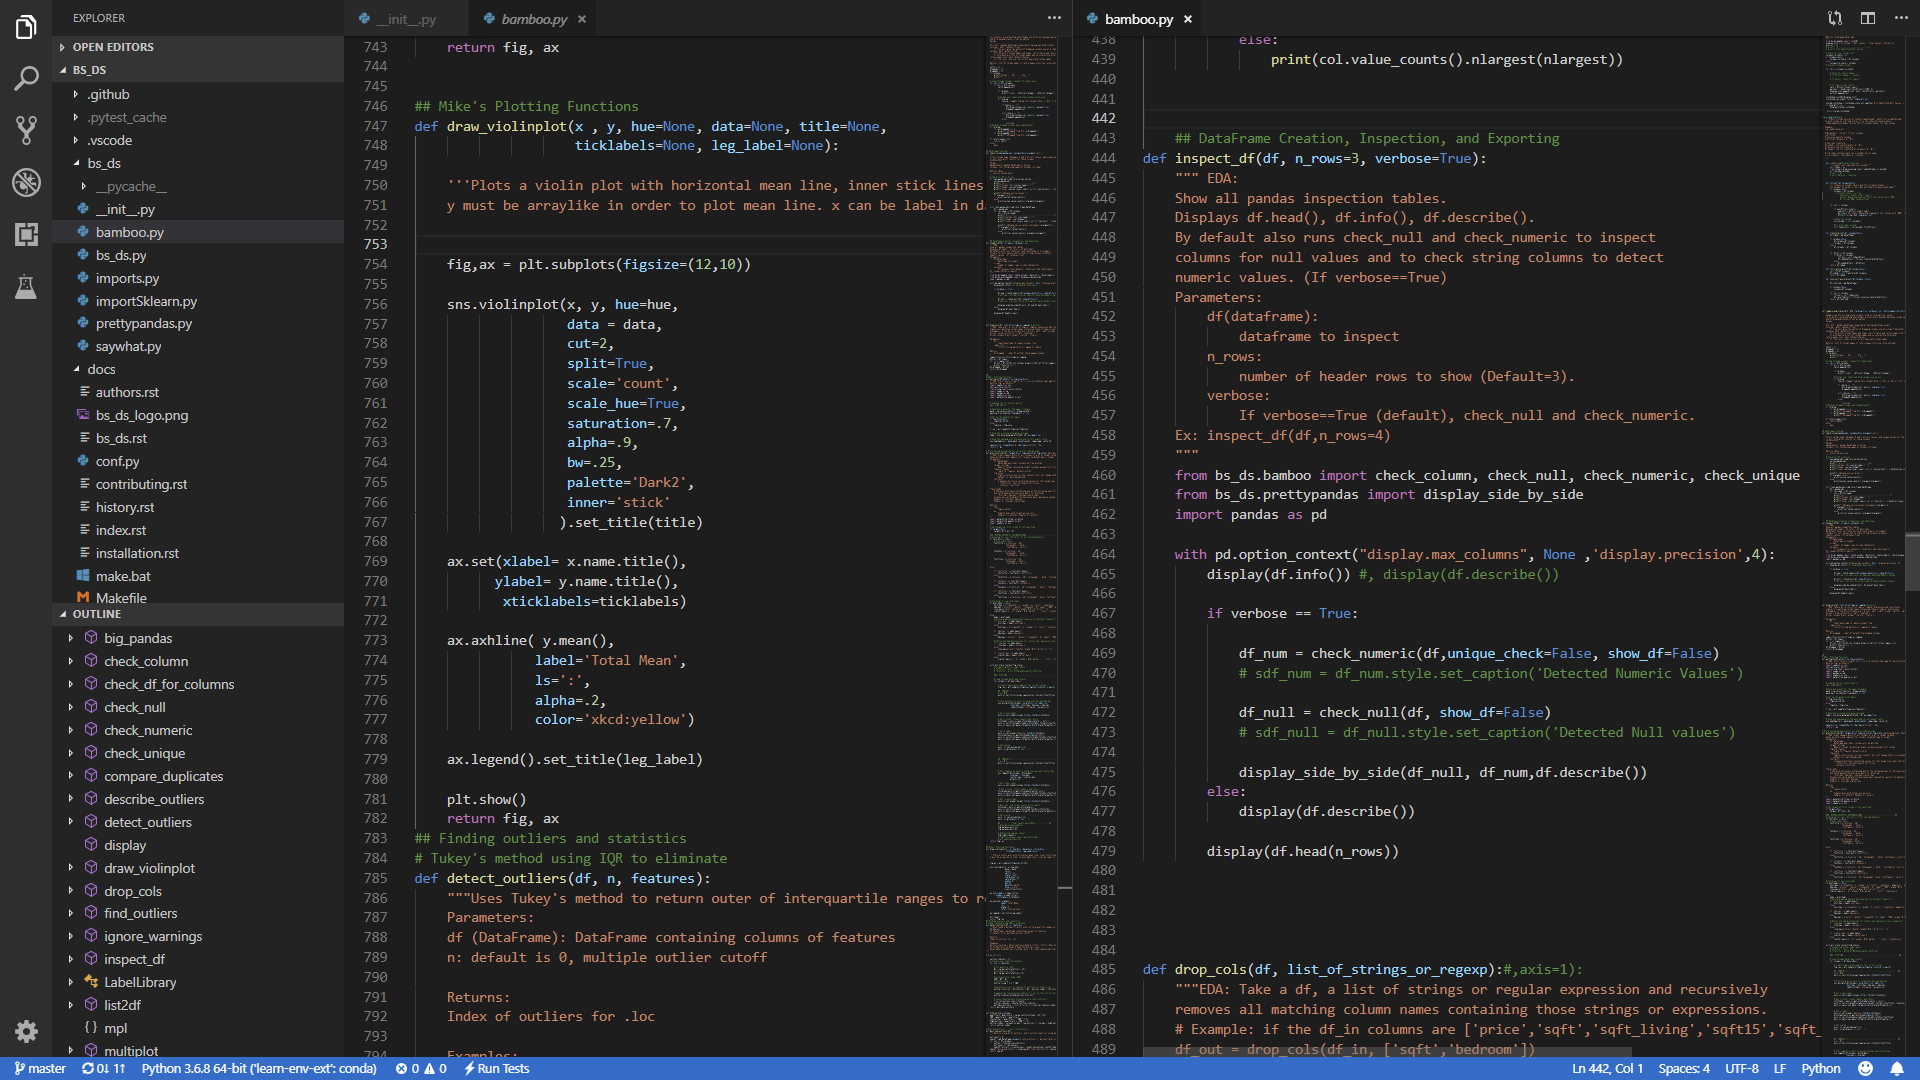 EXPLORER
OPEN EDITORS
BS_DS
.github
.pytest_cache
.vscode
bs_ds
__pycache__
__init__.py
bamboo.py
bs_ds.py
imports.py
importSklearn.py
prettypandas.py
saywhat.py
docs
authors.rst
bs_ds_logo.png
bs_ds.rst
conf.py
contributing.rst
history.rst
index.rst
installation.rst
make.bat
Makefile
OUTLINE
big_pandas
check_column
check_df_for_columns
check_null
check_numeric
check_unique
compare_duplicates
describe_outliers
detect_outliers
display
draw_violinplot
drop_cols
find_outliers
ignore_warnings
inspect_df
LabelLibrary
list2df
{ } mpl
multiplot
__init__.py
bamboo.py ×
743 return fig, ax
744
745
746 ## Mike's Plotting Functions
747 def draw_violinplot(x , y, hue=None, data=None, title=None,
748 ticklabels=None, leg_label=None):
749
750 '''Plots a violin plot with horizontal mean line, inner stick lines
751 y must be arraylike in order to plot mean line. x can be label in d
752
753
754 fig,ax = plt.subplots(figsize=(12,10))
755
756 sns.violinplot(x, y, hue=hue,
757 data = data,
758 cut=2,
759 split=True,
760 scale='count',
761 scale_hue=True,
762 saturation=.7,
763 alpha=.9,
764 bw=.25,
765 palette='Dark2',
766 inner='stick'
767 ).set_title(title)
768
769 ax.set(xlabel= x.name.title(),
770 ylabel= y.name.title(),
771 xticklabels=ticklabels)
772
773 ax.axhline( y.mean(),
774 label='Total Mean',
775 ls=':',
776 alpha=.2,
777 color='xkcd:yellow')
778
779 ax.legend().set_title(leg_label)
780
781 plt.show()
782 return fig, ax
783 ## Finding outliers and statistics
784 # Tukey's method using IQR to eliminate
785 def detect_outliers(df, n, features):
786 """Uses Tukey's method to return outer of interquartile ranges to r
787 Parameters:
788 df (DataFrame): DataFrame containing columns of features
789 n: default is 0, multiple outlier cutoff
790
791 Returns:
792 Index of outliers for .loc
793
794 Examples:
bamboo.py ×
438 else:
439 print(col.value_counts().nlargest(nlargest))
440
441
442
443 ## DataFrame Creation, Inspection, and Exporting
444 def inspect_df(df, n_rows=3, verbose=True):
445 """ EDA:
446 Show all pandas inspection tables.
447 Displays df.head(), df.info(), df.describe().
448 By default also runs check_null and check_numeric to inspect
449 columns for null values and to check string columns to detect
450 numeric values. (If verbose==True)
451 Parameters:
452 df(dataframe):
453 dataframe to inspect
454 n_rows:
455 number of header rows to show (Default=3).
456 verbose:
457 If verbose==True (default), check_null and check_numeric.
458 Ex: inspect_df(df,n_rows=4)
459 """
460 from bs_ds.bamboo import check_column, check_null, check_numeric, check_unique
461 from bs_ds.prettypandas import display_side_by_side
462 import pandas as pd
463
464 with pd.option_context("display.max_columns", None ,'display.precision',4):
465 display(df.info()) #, display(df.describe())
466
467 if verbose == True:
468
469 df_num = check_numeric(df,unique_check=False, show_df=False)
470 # sdf_num = df_num.style.set_caption('Detected Numeric Values')
471
472 df_null = check_null(df, show_df=False)
473 # sdf_null = df_null.style.set_caption('Detected Null values')
474
475 display_side_by_side(df_null, df_num,df.describe())
476 else:
477 display(df.describe())
478
479 display(df.head(n_rows))
480
481
482
483
484
485 def drop_cols(df, list_of_strings_or_regexp):#,axis=1):
486 """EDA: Take a df, a list of strings or regular expression and recursively
487 removes all matching column names containing those strings or expressions.
488 # Example: if the df_in columns are ['price','sqft','sqft_living','sqft15','sqft_
489 df_out = drop_cols(df_in, ['sqft','bedroom'])
master 0↓ 1↑ Python 3.6.8 64-bit ('learn-env-ext': conda) 0 0 Run Tests Ln 442, Col 1 Spaces: 4 UTF-8 LF Python